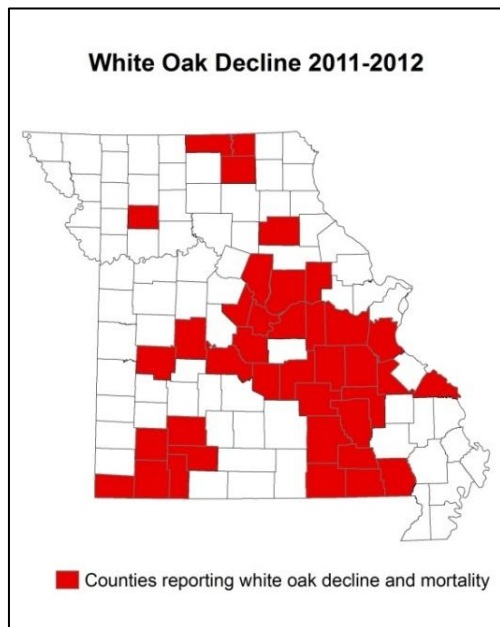 White Oak Decline 2011-2012
Counties reporting white oak decline and mortality